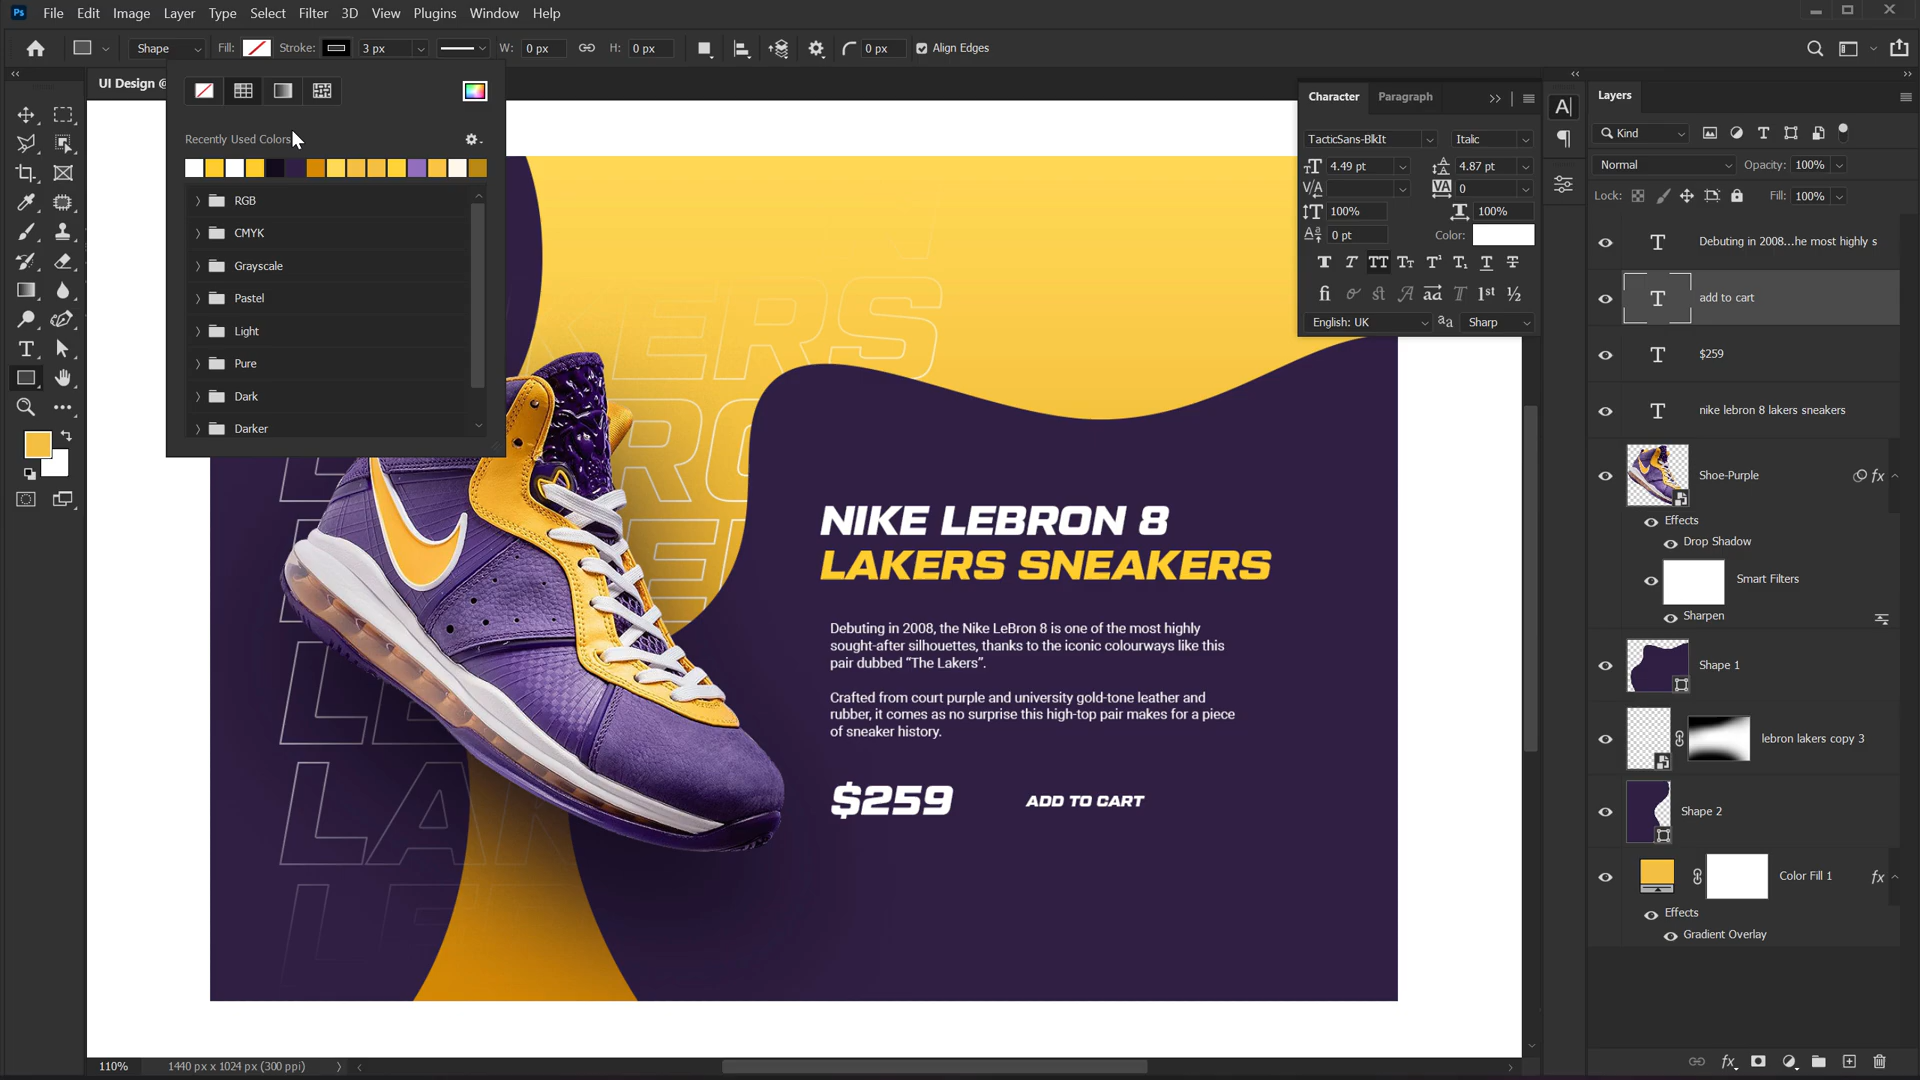 Ps File Edit Image Layer Type Select Filter 3D View Plugins Window Help
Shape Fill: Stroke: 3 px W: 0 px H: 0 px 0 px Align Edges
UI Design @
Recently Used Colors
RGB
CMYK
Grayscale
Pastel
Light
Pure
Dark
Darker
Character Paragraph
TacticSans-BlkIt Italic
4.49 pt 4.87 pt
0
100% 100%
0 pt Color:
English: UK Sharp
Layers
Kind
Normal Opacity: 100%
Lock: Fill: 100%
Debuting in 2008...he most highly s
add to cart
$259
nike lebron 8 lakers sneakers
Shoe-Purple fx
Effects
Drop Shadow
Smart Filters
Sharpen
Shape 1
lebron lakers copy 3
Shape 2
Color Fill 1 fx
Effects
Gradient Overlay
NIKE LEBRON 8
LAKERS SNEAKERS
Debuting in 2008, the Nike LeBron 8 is one of the most highly
sought-after silhouettes, thanks to the iconic colourways like this
pair dubbed “The Lakers”.
Crafted from court purple and university gold-tone leather and
rubber, it comes as no surprise this high-top pair makes for a piece
of sneaker history.
$259 ADD TO CART
110% 1440 px x 1024 px (300 ppi)